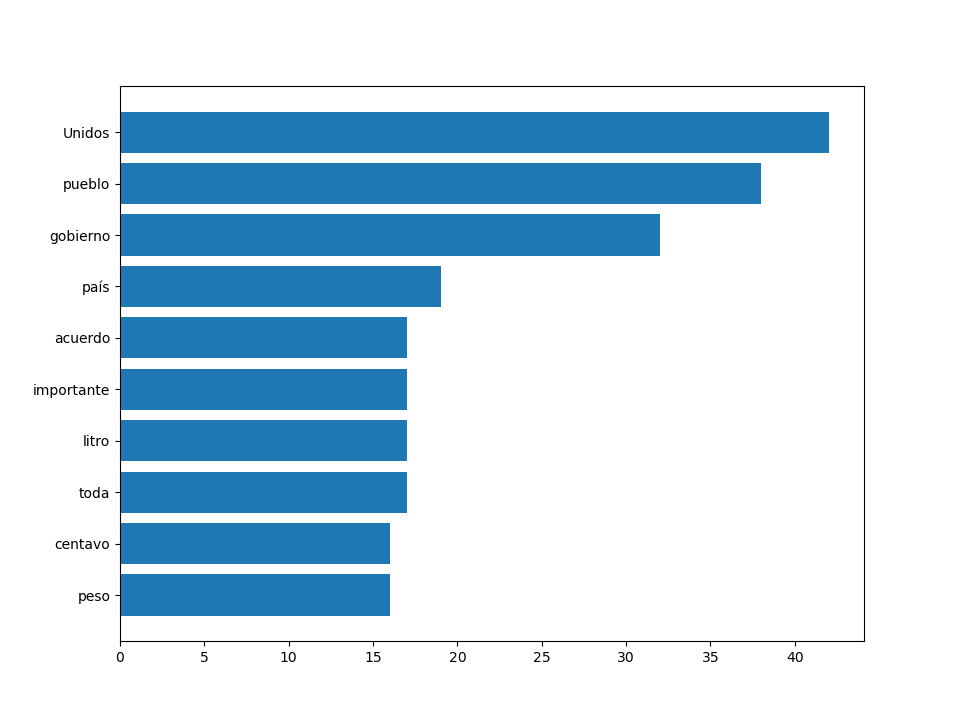 Unidos
pueblo
gobierno
país
acuerdo
importante
litro
toda
centavo
peso
0 5 10 15 20 25 30 35 40